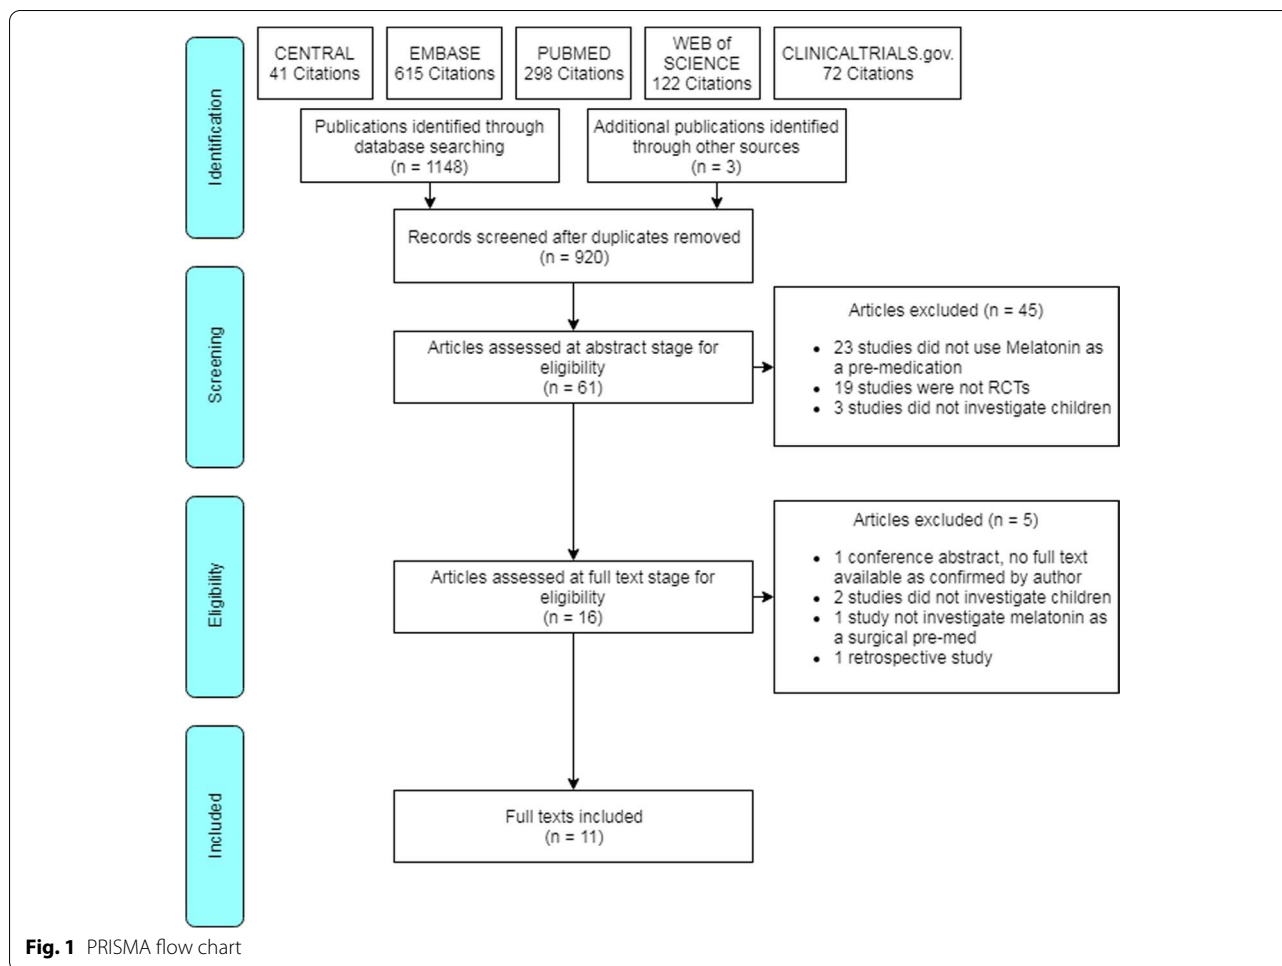 CENTRAL
41 Citations
EMBASE
615 Citations
PUBMED
298 Citations
WEB of
SCIENCE
122 Citations
CLINICALTRIALS.gov.
72 Citations
Identification
Publications identified through
database searching
(n = 1148)
Additional publications identified
through other sources
(n = 3)
Records screened after duplicates removed
(n = 920)
Screening
Articles assessed at abstract stage for
eligibility
(n = 61)
Articles excluded (n = 45)
• 23 studies did not use Melatonin as
a pre-medication
• 19 studies were not RCTs
• 3 studies did not investigate children
Eligibility
Articles assessed at full text stage for
eligibility
(n = 16)
Articles excluded (n = 5)
• 1 conference abstract, no full text
available as confirmed by author
• 2 studies did not investigate children
• 1 study not investigate melatonin as
a surgical pre-med
• 1 retrospective study
Included
Full texts included
(n = 11)
Fig. 1 PRISMA flow chart